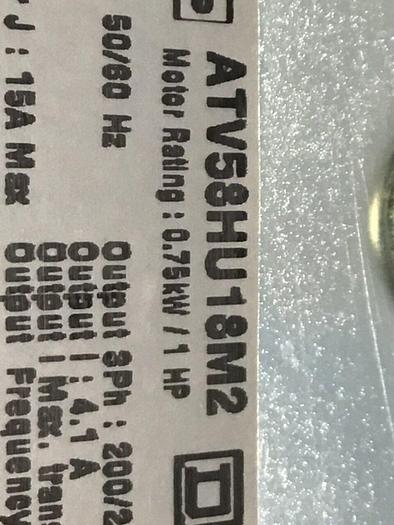 ATV58HU18M2
Motor Rating : 0,75kW / 1 HP
50/60 Hz
Output 3Ph : 200/2
Output I : 4.1 A
Output I Max. trans
J : 15A Max
Output Frequency